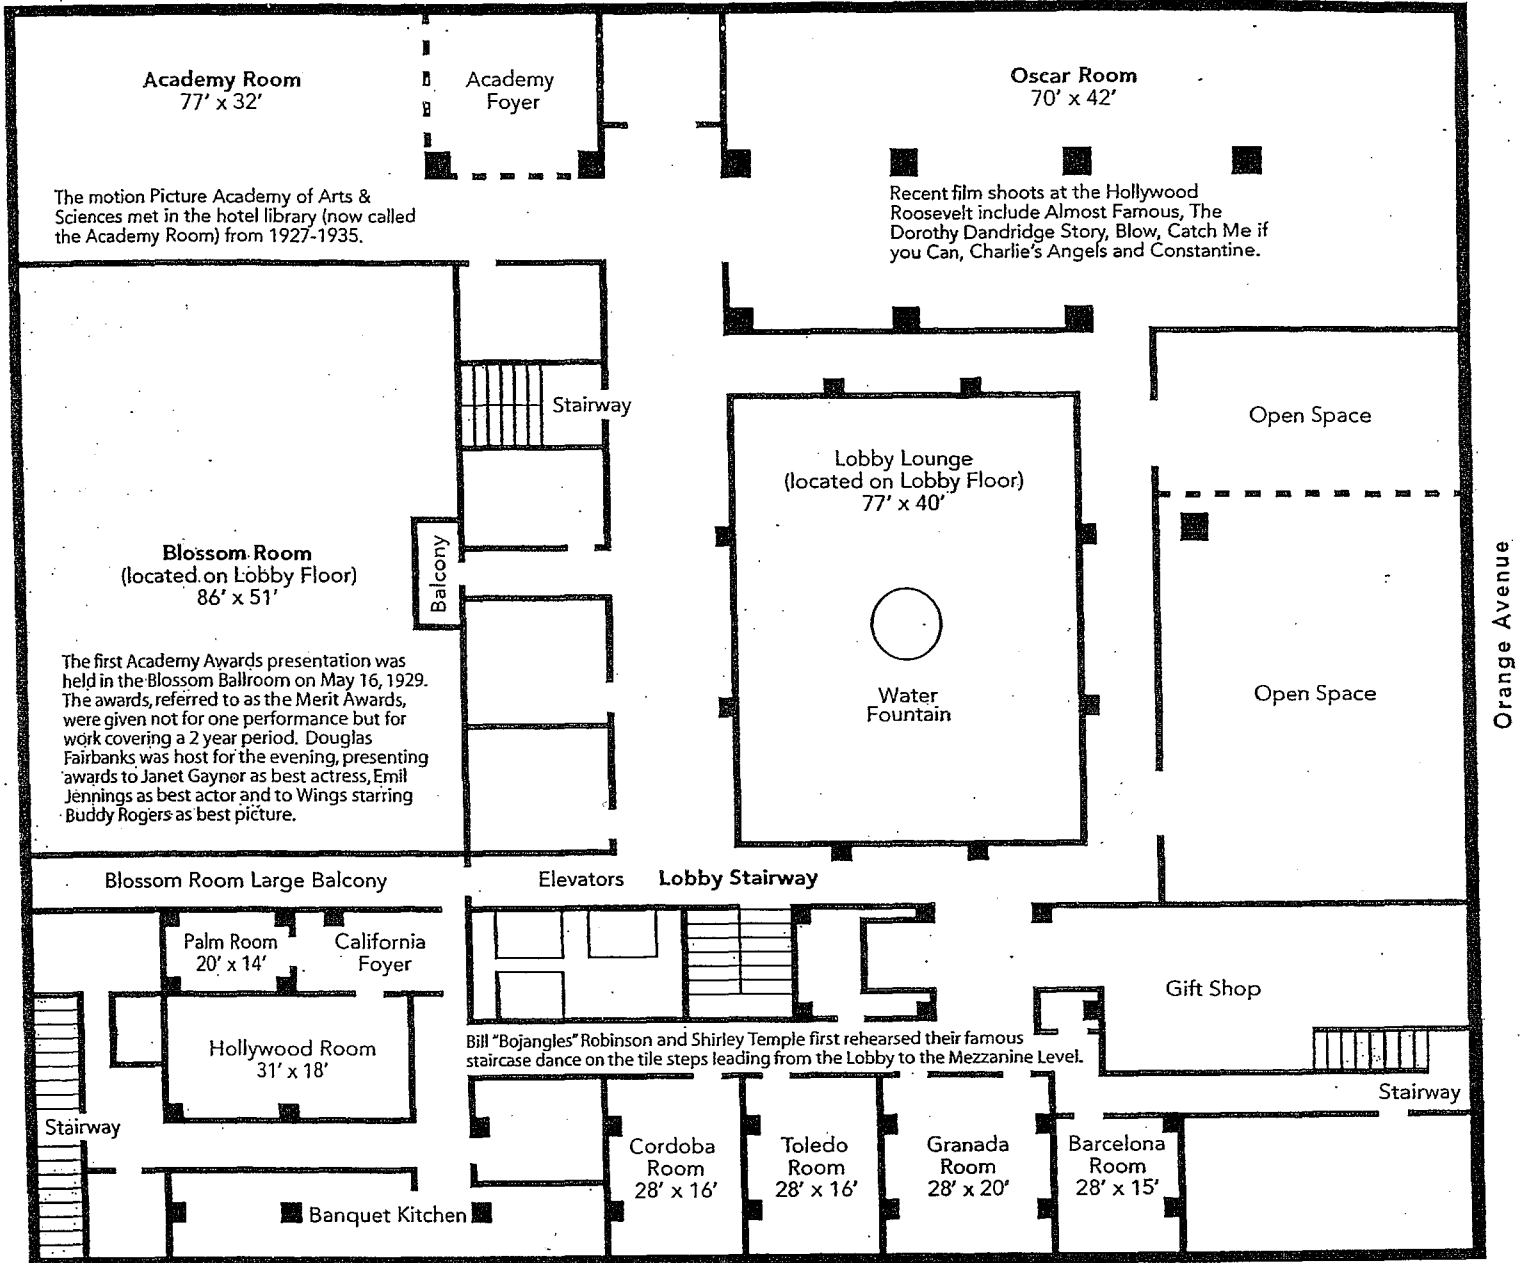 Academy Room
77' x 32'
Academy
Foyer
Oscar Room
70' x 42'
The motion Picture Academy of Arts &
Sciences met in the hotel library (now called
the Academy Room) from 1927-1935.
Recent film shoots at the Hollywood
Roosevelt include Almost Famous, The
Dorothy Dandridge Story, Blow, Catch Me if
you Can, Charlie's Angels and Constantine.
Stairway
Open Space
Lobby Lounge
(located on Lobby Floor)
77' x 40'
Blossom Room
(located on Lobby Floor)
86' x 51'
Balcony
Orange Avenue
The first Academy Awards presentation was
held in the Blossom Ballroom on May 16, 1929.
The awards, referred to as the Merit Awards,
were given not for one performance but for
work covering a 2 year period. Douglas
Fairbanks was host for the evening, presenting
awards to Janet Gaynor as best actress, Emil
Jennings as best actor and to Wings starring
Buddy Rogers as best picture.
Water
Fountain
Open Space
Blossom Room Large Balcony
Elevators
Lobby Stairway
Palm Room
20' x 14'
California
Foyer
Gift Shop
Hollywood Room
31' x 18'
Bill "Bojangles" Robinson and Shirley Temple first rehearsed their famous
staircase dance on the tile steps leading from the Lobby to the Mezzanine Level.
Stairway
Stairway
Cordoba
Room
28' x 16'
Toledo
Room
28' x 16'
Granada
Room
28' x 20'
Barcelona
Room
28' x 15'
Banquet Kitchen